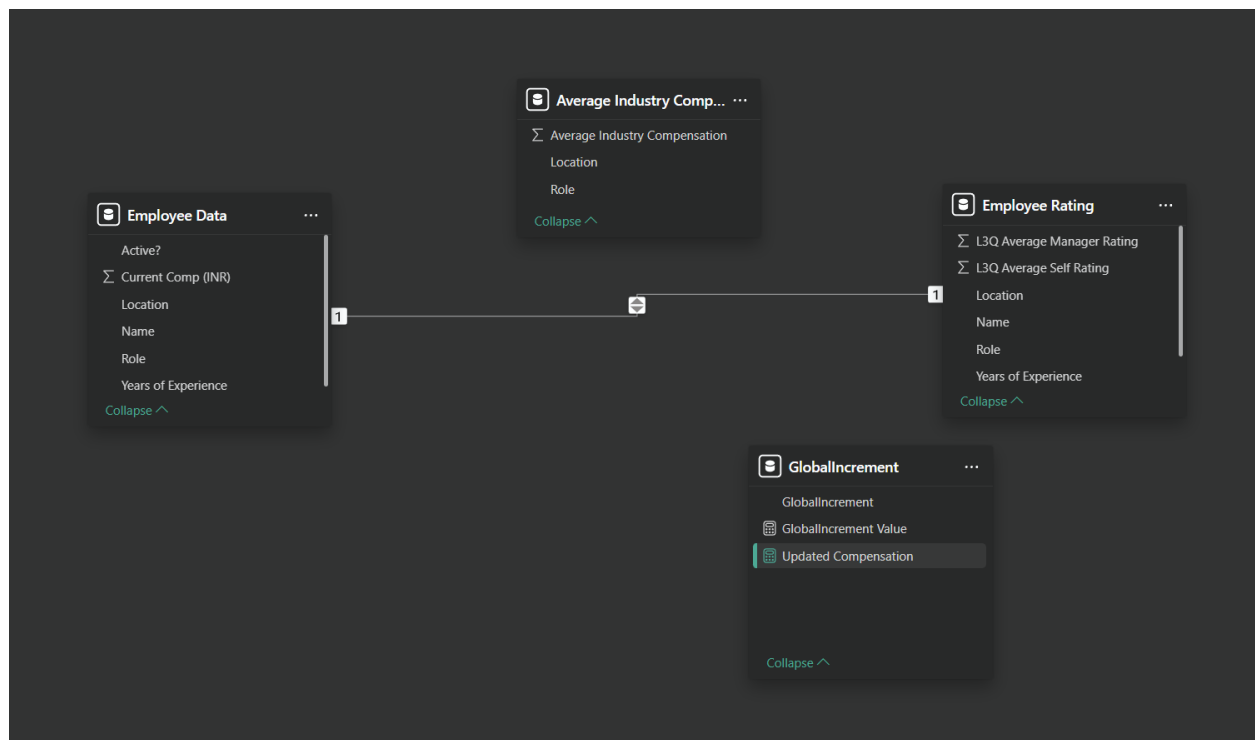 Average Industry Comp...
Average Industry Compensation
Location
Role
Collapse
Employee Data
Active?
Current Comp (INR)
Location
Name
Role
Years of Experience
Collapse
1
1
Employee Rating
L3Q Average Manager Rating
L3Q Average Self Rating
Location
Name
Role
Years of Experience
Collapse
GlobalIncrement
GlobalIncrement
GlobalIncrement Value
Updated Compensation
Collapse